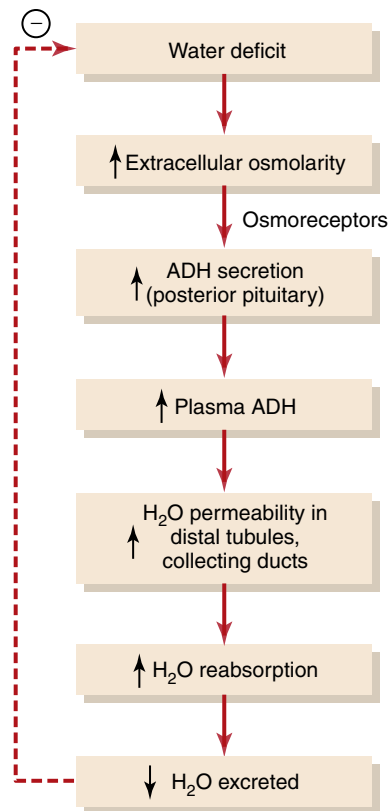 −
Water deficit
↑ Extracellular osmolarity
Osmoreceptors
↑ ADH secretion
(posterior pituitary)
↑ Plasma ADH
H₂O permeability in
↑ distal tubules,
collecting ducts
↑ H₂O reabsorption
↓ H₂O excreted